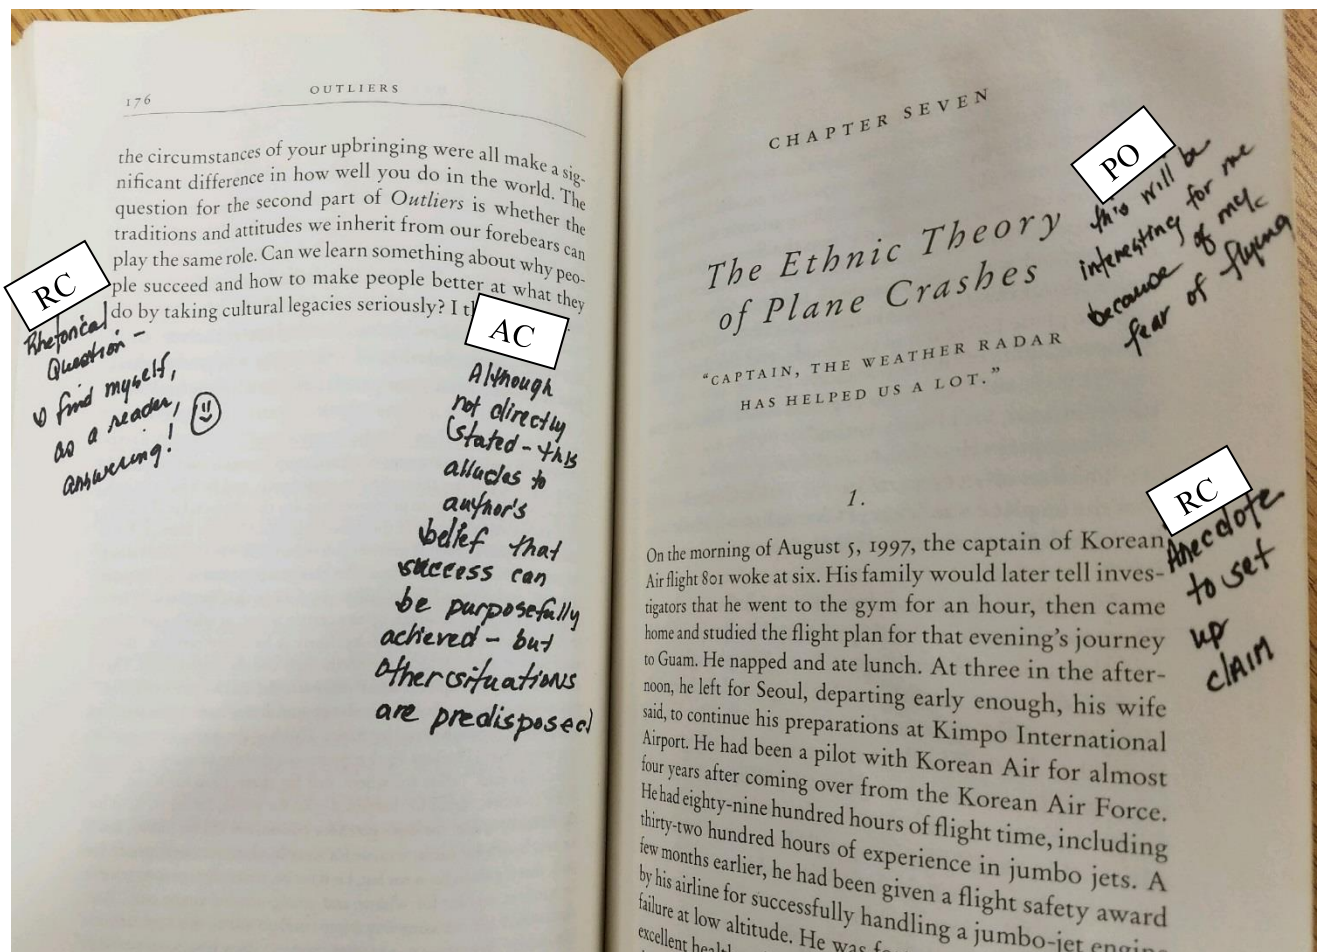 176
OUTLIERS
the circumstances of your upbringing were all make a sig-
nificant difference in how well you do in the world. The
question for the second part of Outliers is whether the
traditions and attitudes we inherit from our forebears can
play the same role. Can we learn something about why peo-
ple succeed and how to make people better at what they
do by taking cultural legacies seriously? I
RC
Rhetorical
Question -
find myself,
as a reader,
answering!
AC
Although
not directly
stated - this
alludes to
author's
belief that
success can
be purposefully
achieved - but
other situations
are predisposed
CHAPTER SEVEN
The Ethnic Theory
of Plane Crashes
"CAPTAIN, THE WEATHER RADAR
HAS HELPED US A LOT."
PO
this will be
interesting for me
because of my
fear of flying
1.
On the morning of August 5, 1997, the captain of Korean
Air flight 801 woke at six. His family would later tell inves-
tigators that he went to the gym for an hour, then came
home and studied the flight plan for that evening's journey
to Guam. He napped and ate lunch. At three in the after-
noon, he left for Seoul, departing early enough, his wife
said, to continue his preparations at Kimpo International
Airport. He had been a pilot with Korean Air for almost
four years after coming over from the Korean Air Force.
He had eighty-nine hundred hours of flight time, including
thirty-two hundred hours of experience in jumbo jets. A
few months earlier, he had been given a flight safety award
by his airline for successfully handling a jumbo-jet engine
failure at low altitude. He was
excellent
RC
Anecdote
to set
up
clAIM